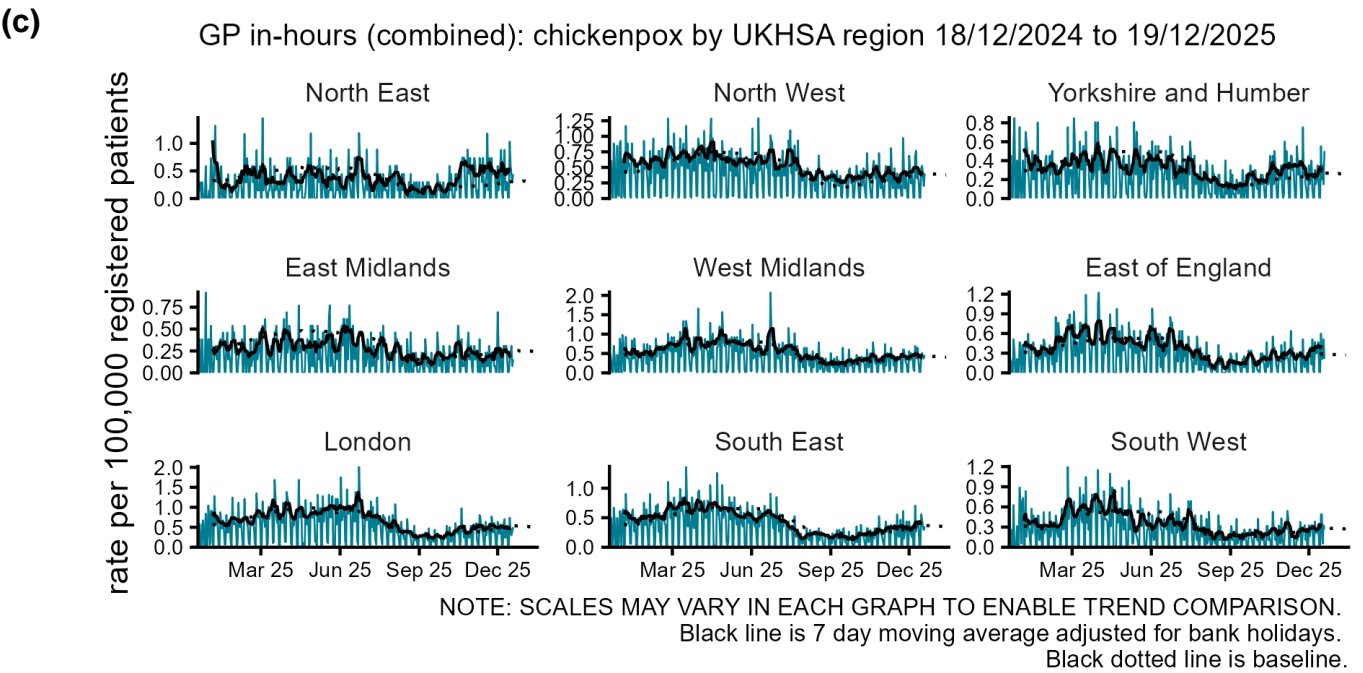 (c)
GP in-hours (combined): chickenpox by UKHSA region 18/12/2024 to 19/12/2025
rate per 100,000 registered patients
North East
1.0
0.5
0.0
North West
1.25
1.00
0.75
0.50
0.25
0.00
Yorkshire and Humber
0.8
0.6
0.4
0.2
0.0
East Midlands
0.75
0.50
0.25
0.00
West Midlands
2.0
1.5
1.0
0.5
0.0
East of England
1.2
0.9
0.6
0.3
0.0
London
2.0
1.5
1.0
0.5
0.0
Mar 25 Jun 25 Sep 25 Dec 25
South East
1.0
0.5
0.0
Mar 25 Jun 25 Sep 25 Dec 25
South West
1.2
0.9
0.6
0.3
0.0
Mar 25 Jun 25 Sep 25 Dec 25
NOTE: SCALES MAY VARY IN EACH GRAPH TO ENABLE TREND COMPARISON.
Black line is 7 day moving average adjusted for bank holidays.
Black dotted line is baseline.